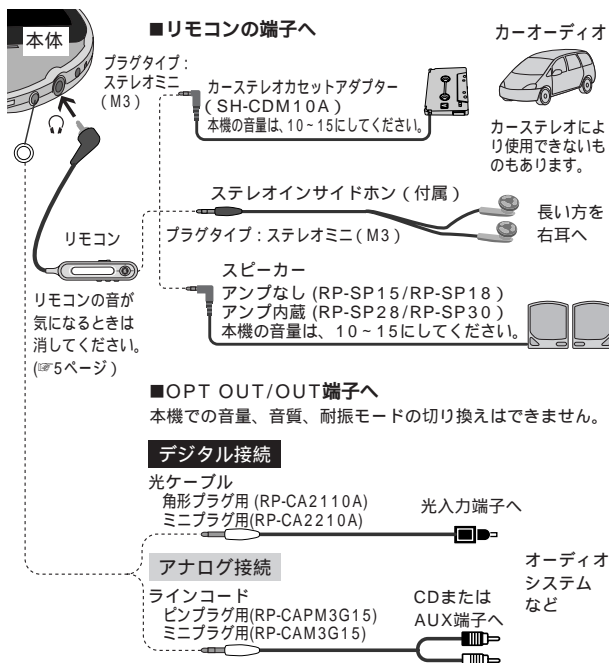 本体
■リモコンの端子へ
カーオーディオ
プラグタイプ：
ステレオミニ
（M3）
カーステレオカセットアダプター
（SH-CDM10A）
本機の音量は、10~15にしてください。
カーステレオによ
り使用できないも
のもあります。
ステレオインサイドホン（付属）
プラグタイプ：ステレオミニ（M3）
長い方を
右耳へ
リモコン
リモコンの音が
気になるときは
消してください。
(☞5ページ）
スピーカー
アンプなし (RP-SP15/RP-SP18）
アンプ内蔵 (RP-SP28/RP-SP30）
本機の音量は、10~15にしてください。
■OPT OUT/OUT端子へ
本機での音量、音質、耐振モードの切り換えはできません。
デジタル接続
光ケーブル
角形プラグ用 (RP-CA2110A)
ミニプラグ用(RP-CA2210A)
光入力端子へ
アナログ接続
ラインコード
ピンプラグ用(RP-CAPM3G15)
ミニプラグ用(RP-CAM3G15)
CDまたは
AUX端子へ
オーディオ
システム
など